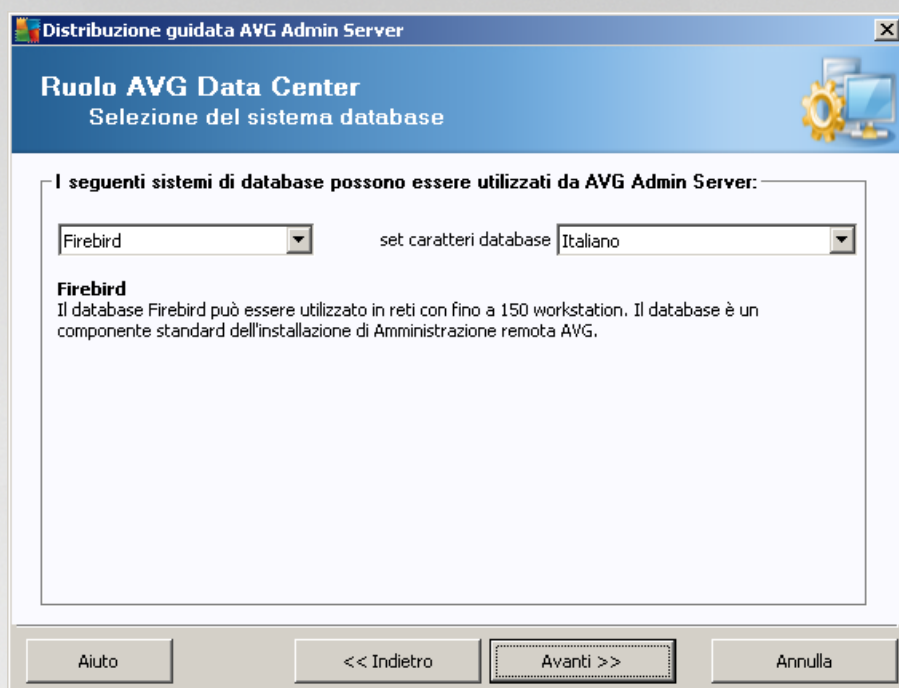 Distribuzione guidata AVG Admin Server
Ruolo AVG Data Center
Selezione del sistema database
I seguenti sistemi di database possono essere utilizzati da AVG Admin Server:
Firebird
set caratteri database Italiano
Firebird
Il database Firebird può essere utilizzato in reti con fino a 150 workstation. Il database è un
componente standard dell'installazione di Amministrazione remota AVG.
Aiuto
<< Indietro
Avanti >>
Annulla